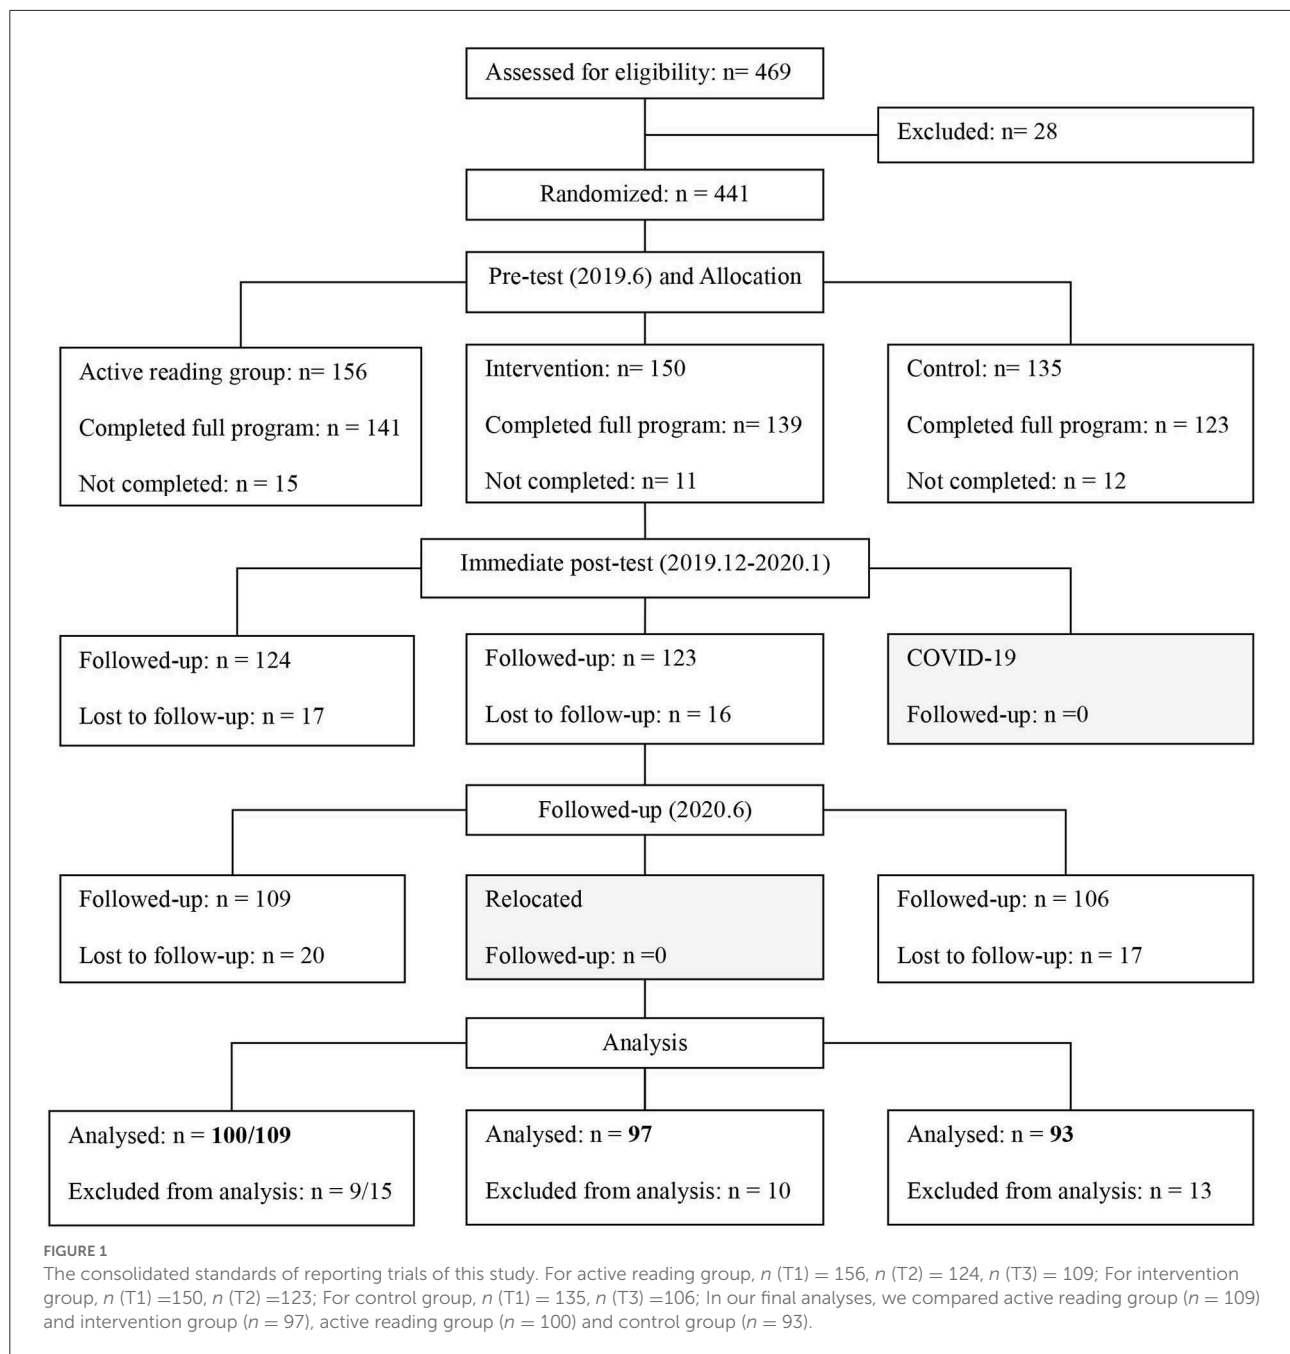 Assessed for eligibility: n= 469
Excluded: n= 28
Randomized: n = 441
Pre-test (2019.6) and Allocation
Active reading group: n= 156
Completed full program: n = 141
Not completed: n = 15
Intervention: n= 150
Completed full program: n= 139
Not completed: n= 11
Control: n= 135
Completed full program: n = 123
Not completed: n = 12
Immediate post-test (2019.12-2020.1)
Followed-up: n = 124
Lost to follow-up: n = 17
Followed-up: n = 123
Lost to follow-up: n = 16
COVID-19
Followed-up: n =0
Followed-up (2020.6)
Followed-up: n = 109
Lost to follow-up: n = 20
Relocated
Followed-up: n =0
Followed-up: n = 106
Lost to follow-up: n = 17
Analysis
Analysed: n = 100/109
Excluded from analysis: n = 9/15
Analysed: n = 97
Excluded from analysis: n = 10
Analysed: n = 93
Excluded from analysis: n = 13
FIGURE 1
The consolidated standards of reporting trials of this study. For active reading group, n (T1) = 156, n (T2) = 124, n (T3) = 109; For intervention
group, n (T1) =150, n (T2) =123; For control group, n (T1) = 135, n (T3) =106; In our final analyses, we compared active reading group (n = 109)
and intervention group (n = 97), active reading group (n = 100) and control group (n = 93).